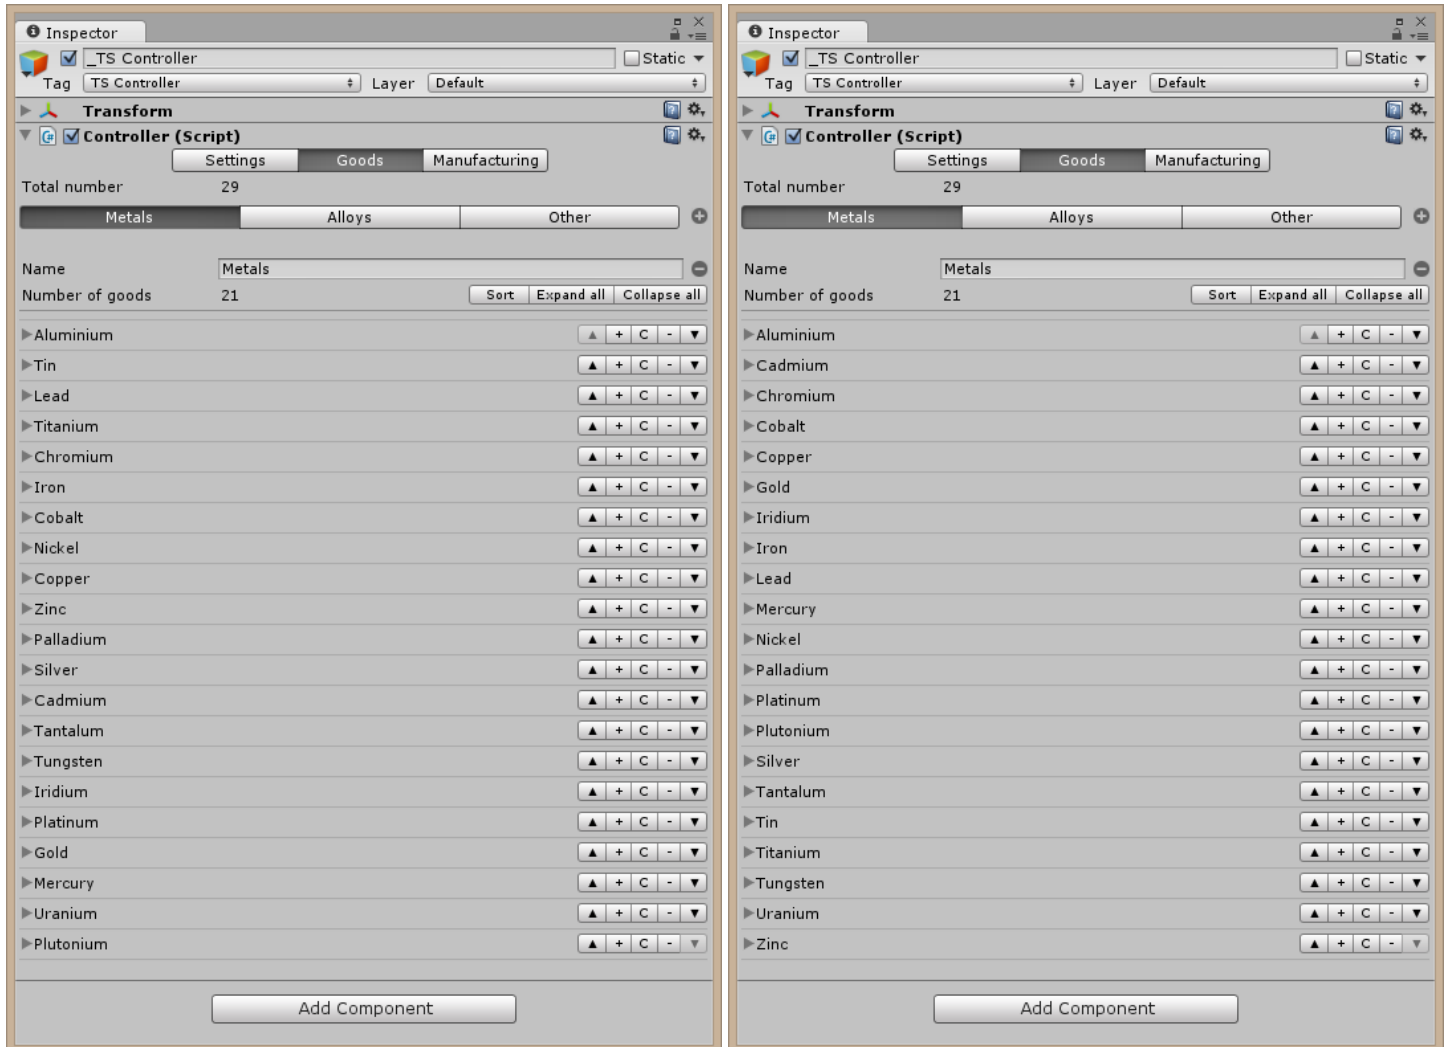 Inspector
_TS Controller Static
Tag TS Controller Layer Default
Transform
Controller (Script)
Settings Goods Manufacturing
Total number 29
Metals Alloys Other
Name Metals
Number of goods 21 Sort Expand all Collapse all
Aluminium ▲ + C - ▼
Tin ▲ + C - ▼
Lead ▲ + C - ▼
Titanium ▲ + C - ▼
Chromium ▲ + C - ▼
Iron ▲ + C - ▼
Cobalt ▲ + C - ▼
Nickel ▲ + C - ▼
Copper ▲ + C - ▼
Zinc ▲ + C - ▼
Palladium ▲ + C - ▼
Silver ▲ + C - ▼
Cadmium ▲ + C - ▼
Tantalum ▲ + C - ▼
Tungsten ▲ + C - ▼
Iridium ▲ + C - ▼
Platinum ▲ + C - ▼
Gold ▲ + C - ▼
Mercury ▲ + C - ▼
Uranium ▲ + C - ▼
Plutonium ▲ + C - ▼
Add Component
Inspector
_TS Controller Static
Tag TS Controller Layer Default
Transform
Controller (Script)
Settings Goods Manufacturing
Total number 29
Metals Alloys Other
Name Metals
Number of goods 21 Sort Expand all Collapse all
Aluminium ▲ + C - ▼
Cadmium ▲ + C - ▼
Chromium ▲ + C - ▼
Cobalt ▲ + C - ▼
Copper ▲ + C - ▼
Gold ▲ + C - ▼
Iridium ▲ + C - ▼
Iron ▲ + C - ▼
Lead ▲ + C - ▼
Mercury ▲ + C - ▼
Nickel ▲ + C - ▼
Palladium ▲ + C - ▼
Platinum ▲ + C - ▼
Plutonium ▲ + C - ▼
Silver ▲ + C - ▼
Tantalum ▲ + C - ▼
Tin ▲ + C - ▼
Titanium ▲ + C - ▼
Tungsten ▲ + C - ▼
Uranium ▲ + C - ▼
Zinc ▲ + C - ▼
Add Component